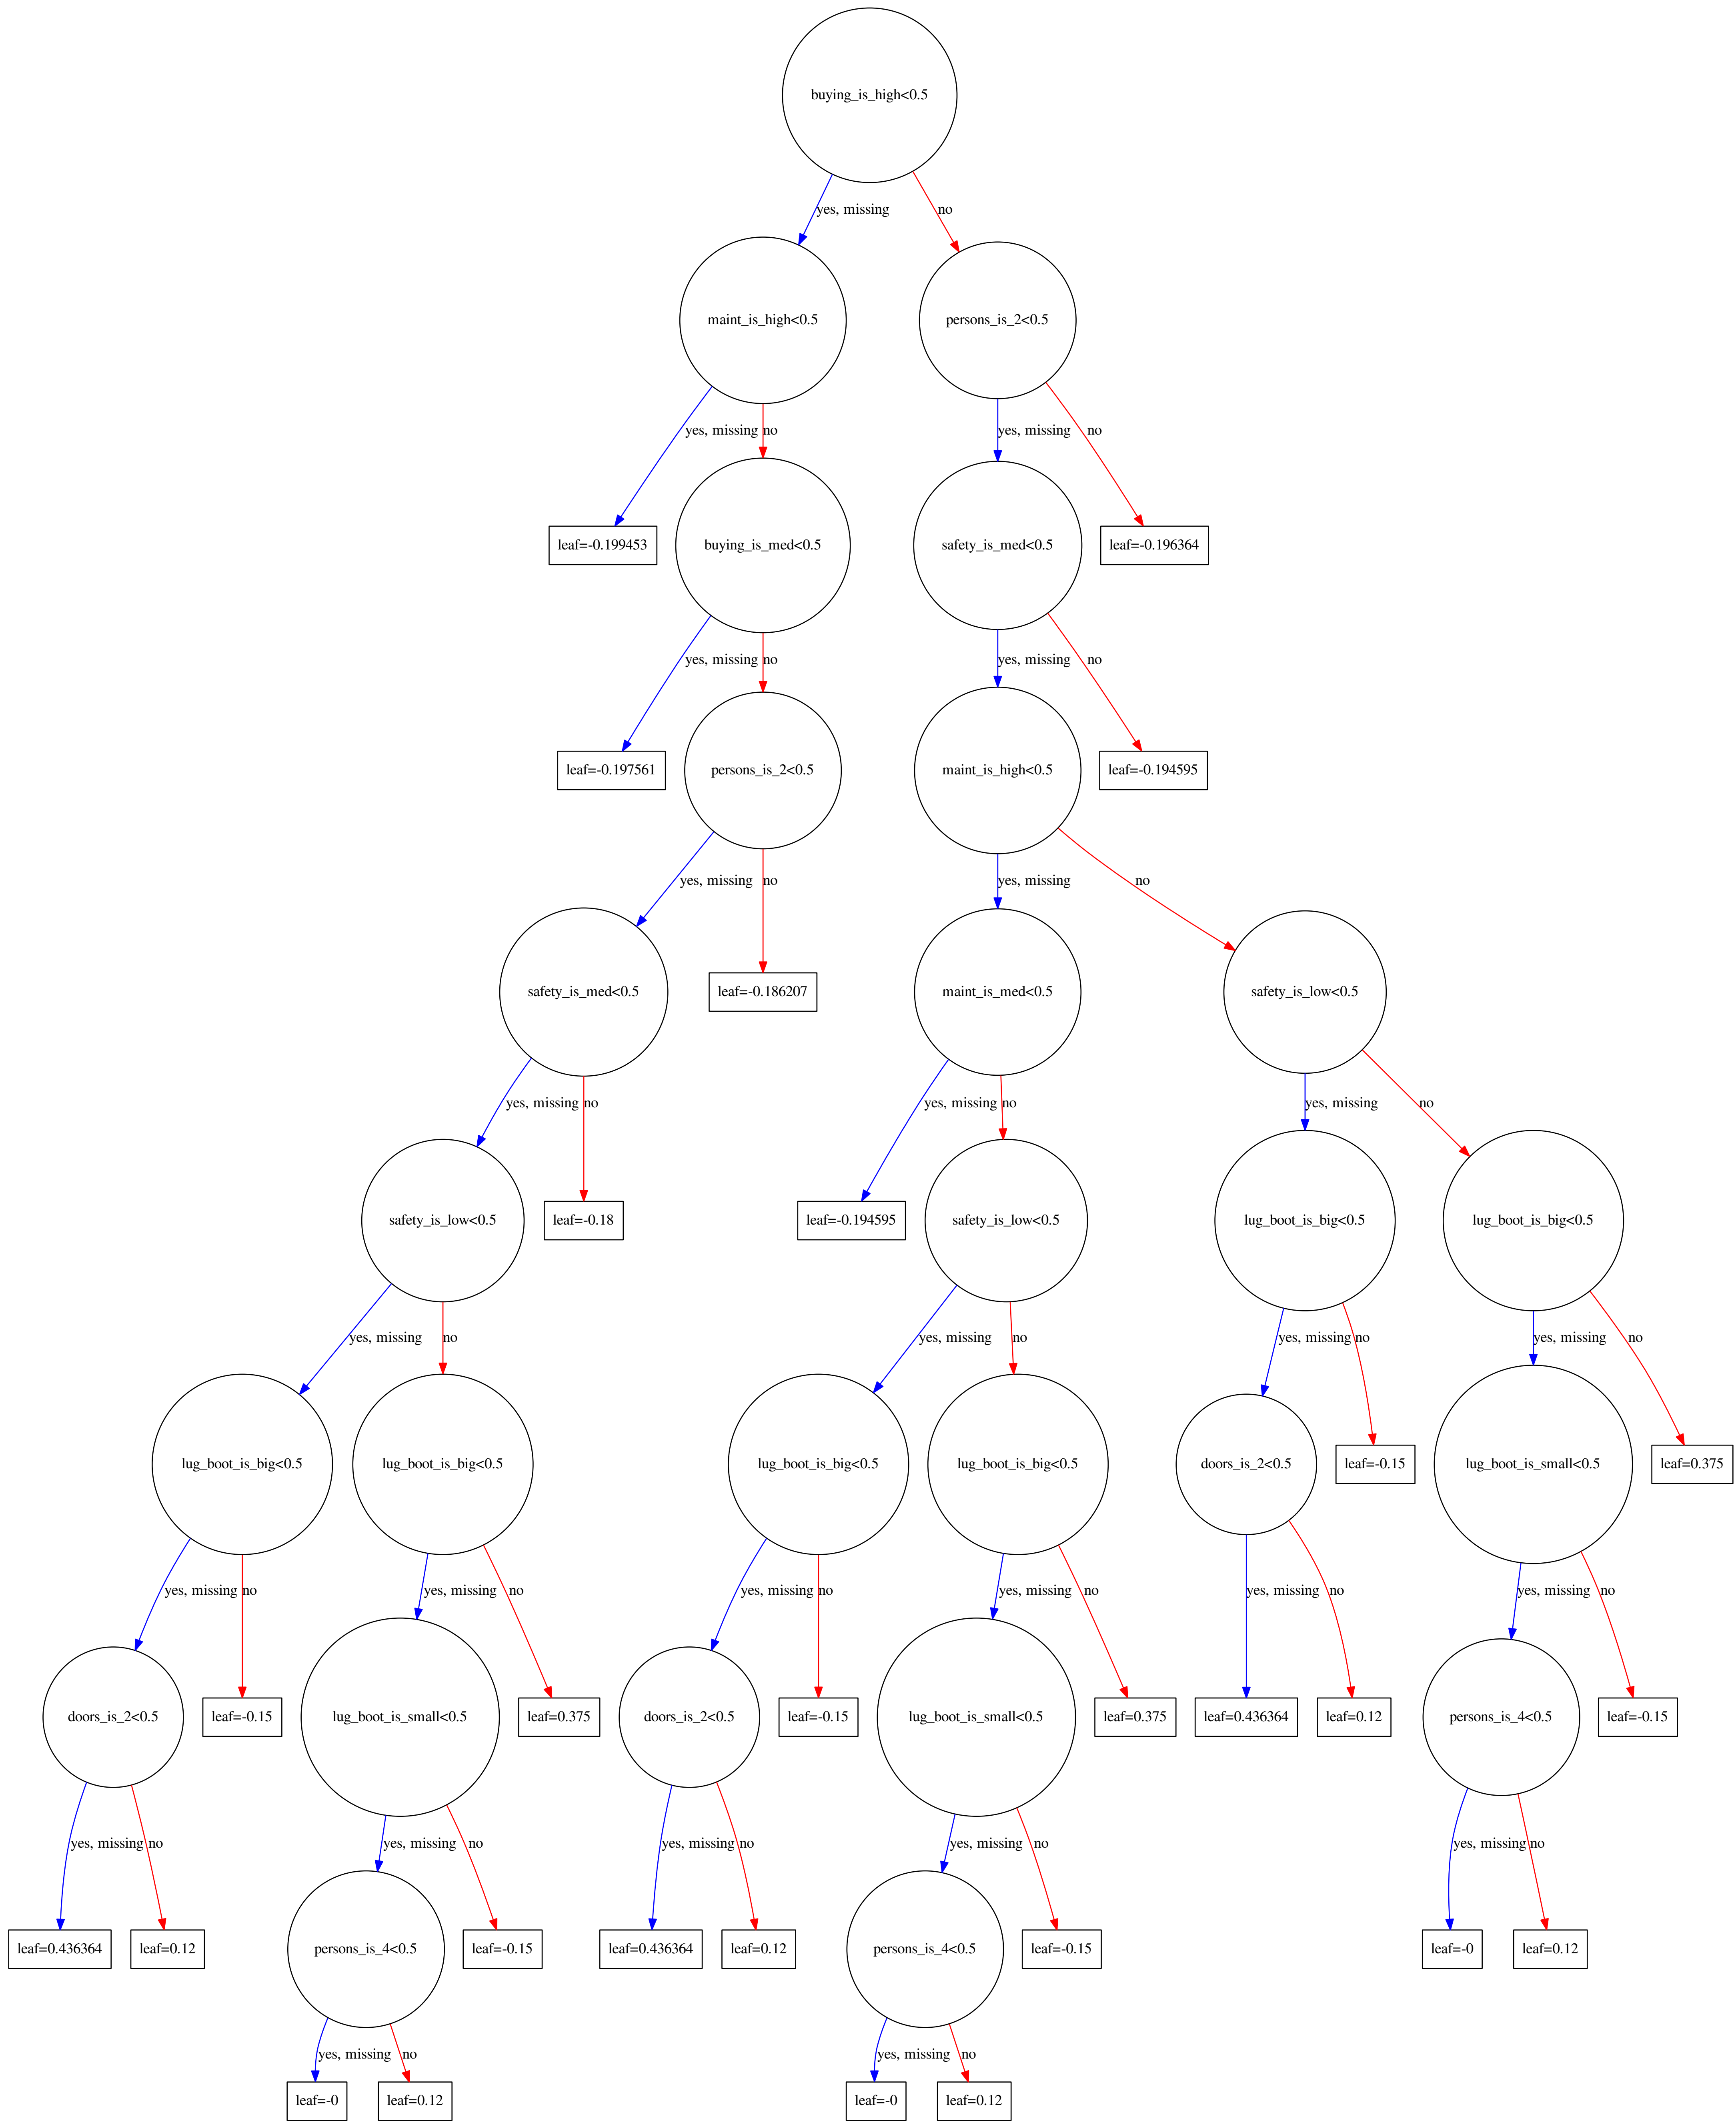 buying_is_high<0.5
yes, missing
no
maint_is_high<0.5
persons_is_2<0.5
yes, missing
no
yes, missing
no
leaf=-0.199453
buying_is_med<0.5
safety_is_med<0.5
leaf=-0.196364
yes, missing
no
yes, missing
no
leaf=-0.197561
persons_is_2<0.5
maint_is_high<0.5
leaf=-0.194595
yes, missing
no
yes, missing
no
safety_is_med<0.5
leaf=-0.186207
maint_is_med<0.5
safety_is_low<0.5
yes, missing
no
yes, missing
no
yes, missing
no
safety_is_low<0.5
leaf=-0.18
leaf=-0.194595
safety_is_low<0.5
lug_boot_is_big<0.5
lug_boot_is_big<0.5
yes, missing
no
yes, missing
no
yes, missing
no
yes, missing
no
lug_boot_is_big<0.5
lug_boot_is_big<0.5
lug_boot_is_big<0.5
lug_boot_is_big<0.5
doors_is_2<0.5
leaf=-0.15
lug_boot_is_small<0.5
leaf=0.375
yes, missing
no
yes, missing
no
yes, missing
no
yes, missing
no
yes, missing
no
yes, missing
no
doors_is_2<0.5
leaf=-0.15
lug_boot_is_small<0.5
leaf=0.375
doors_is_2<0.5
leaf=-0.15
lug_boot_is_small<0.5
leaf=0.375
leaf=0.436364
leaf=0.12
persons_is_4<0.5
leaf=-0.15
yes, missing
no
yes, missing
no
yes, missing
no
yes, missing
no
yes, missing
no
leaf=0.436364
leaf=0.12
persons_is_4<0.5
leaf=-0.15
leaf=0.436364
leaf=0.12
persons_is_4<0.5
leaf=-0.15
leaf=-0
leaf=0.12
yes, missing
no
yes, missing
no
leaf=-0
leaf=0.12
leaf=-0
leaf=0.12